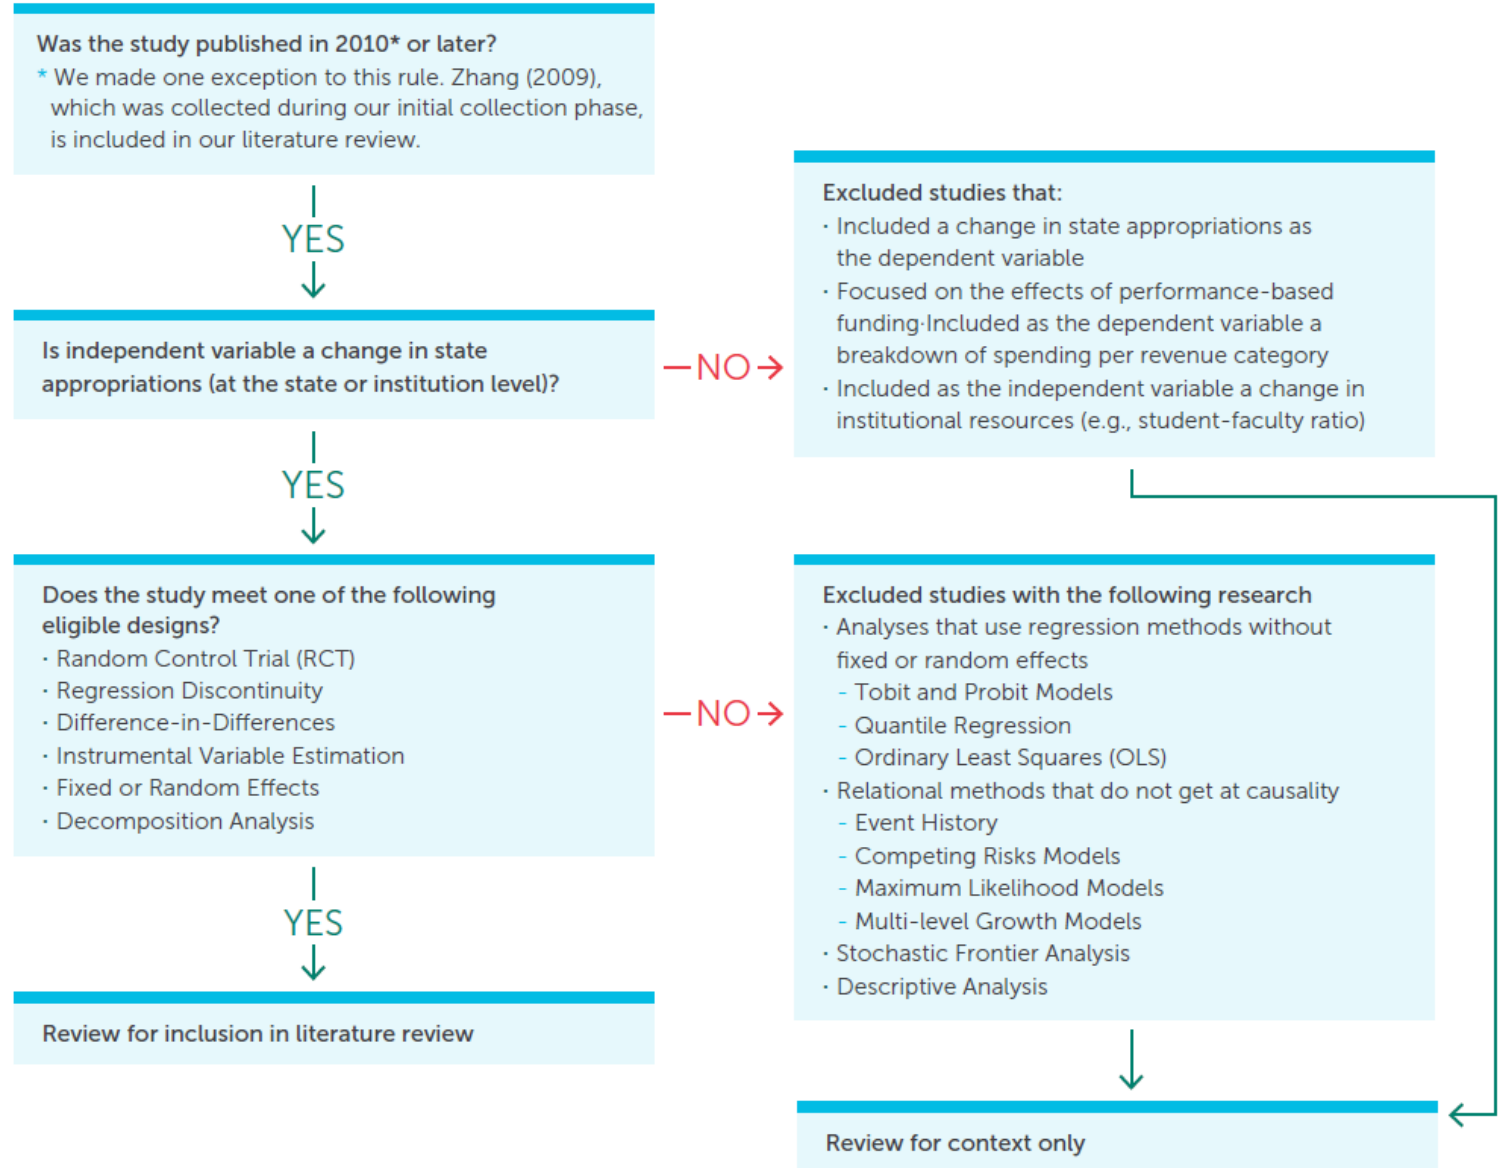 Was the study published in 2010* or later?
* We made one exception to this rule. Zhang (2009),
which was collected during our initial collection phase,
is included in our literature review.
YES
Is independent variable a change in state
appropriations (at the state or institution level)?
NO
Excluded studies that:
· Included a change in state appropriations as
the dependent variable
· Focused on the effects of performance-based
funding·Included as the dependent variable a
breakdown of spending per revenue category
· Included as the independent variable a change in
institutional resources (e.g., student-faculty ratio)
YES
Does the study meet one of the following
eligible designs?
· Random Control Trial (RCT)
· Regression Discontinuity
· Difference-in-Differences
· Instrumental Variable Estimation
· Fixed or Random Effects
· Decomposition Analysis
NO
Excluded studies with the following research
· Analyses that use regression methods without
fixed or random effects
- Tobit and Probit Models
- Quantile Regression
- Ordinary Least Squares (OLS)
· Relational methods that do not get at causality
- Event History
- Competing Risks Models
- Maximum Likelihood Models
- Multi-level Growth Models
· Stochastic Frontier Analysis
· Descriptive Analysis
YES
Review for inclusion in literature review
Review for context only